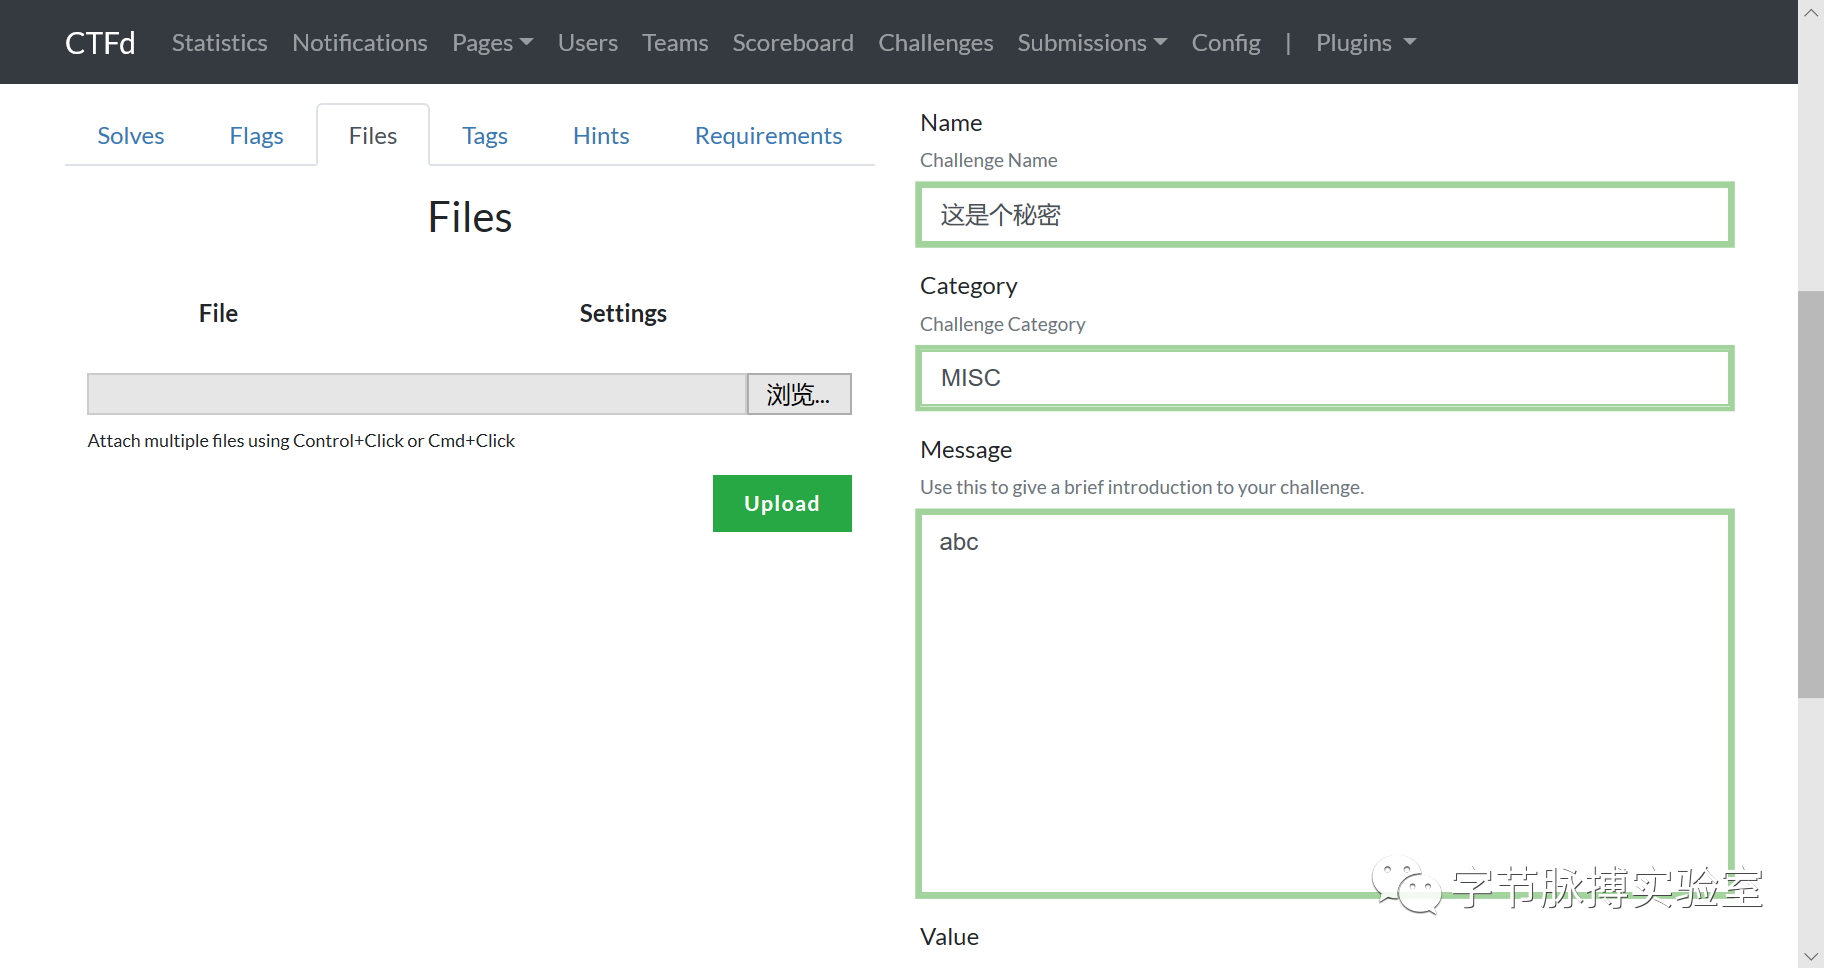 CTFd Statistics Notifications Pages Users Teams Scoreboard Challenges Submissions Config | Plugins
Solves Flags Files Tags Hints Requirements
Files
File Settings
浏览...
Attach multiple files using Control+Click or Cmd+Click
Upload
Name
Challenge Name
这是个秘密
Category
Challenge Category
MISC
Message
Use this to give a brief introduction to your challenge.
abc
字节脉搏实验室
Value